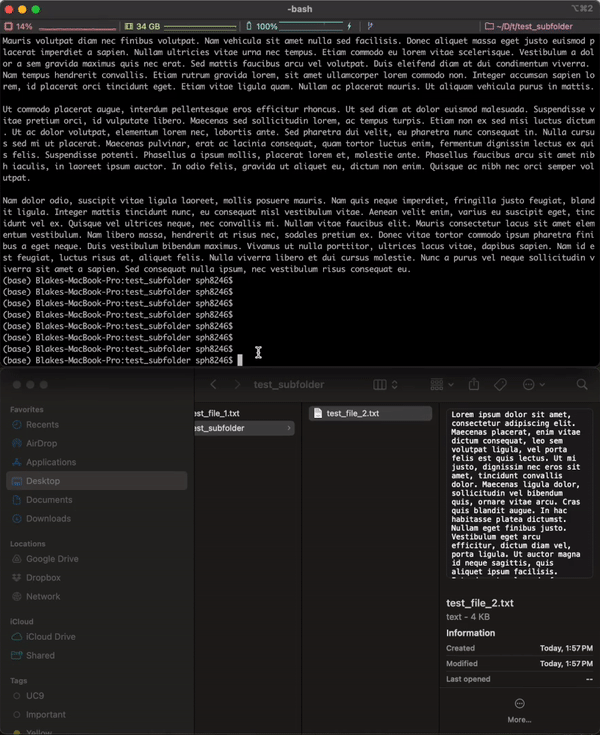 -bash
⌥⌘2
14%
34 GB
100%
~/D/t/test_subfolder
Mauris volutpat diam nec finibus volutpat. Nam vehicula sit amet nulla sed facilisis. Donec aliquet massa eget justo euismod p
lacerat imperdiet a sapien. Nullam ultricies vitae urna nec tempus. Etiam commodo eu lorem vitae scelerisque. Vestibulum a dol
or a sem gravida maximus quis nec erat. Sed mattis faucibus arcu vel volutpat. Duis eleifend diam at dui condimentum viverra.
Nam tempus hendrerit convallis. Etiam rutrum gravida lorem, sit amet ullamcorper lorem commodo non. Integer accumsan sapien lo
rem, id placerat orci tincidunt eget. Etiam vitae ligula quam. Nullam ac placerat mauris. Ut aliquam vehicula purus in mattis.
Ut commodo placerat augue, interdum pellentesque eros efficitur rhoncus. Ut sed diam at dolor euismod malesuada. Suspendisse v
itae pretium orci, id vulputate libero. Maecenas sed sollicitudin lorem, ac tempus turpis. Etiam non ex sed nisi luctus dictum
. Ut ac dolor volutpat, elementum lorem nec, lobortis ante. Sed pharetra dui velit, eu pharetra nunc consequat in. Nulla cursu
s sed mi ut placerat. Maecenas pulvinar, erat ac lacinia consequat, quam tortor luctus enim, fermentum dignissim lectus ex qui
s felis. Suspendisse potenti. Phasellus a ipsum mollis, placerat lorem et, molestie ante. Phasellus faucibus arcu sit amet nib
h iaculis, in laoreet ipsum auctor. In odio felis, gravida ut aliquet eu, dictum non enim. Quisque ac nibh nec orci semper vol
utpat.
Nam dolor odio, suscipit vitae ligula laoreet, mollis posuere mauris. Nam quis neque imperdiet, fringilla justo feugiat, bland
it ligula. Integer mattis tincidunt nunc, eu consequat nisl vestibulum vitae. Aenean velit enim, varius eu suscipit eget, tinc
idunt vel ex. Quisque vel ultrices neque, nec convallis mi. Nullam vitae faucibus elit. Mauris consectetur lacus sit amet elem
entum vestibulum. Nam libero massa, hendrerit at risus nec, sodales pretium ex. Donec vitae tortor commodo ipsum pharetra fini
bus a eget neque. Duis vestibulum bibendum maximus. Vivamus ut nulla porttitor, ultrices lacus vitae, dapibus sapien. Nam id e
st feugiat, luctus risus at, aliquet felis. Nulla viverra libero et dui cursus molestie. Nunc a purus vel neque sollicitudin v
iverra sit amet a sapien. Sed consequat nulla ipsum, nec vestibulum risus consequat eu.
(base) Blakes-MacBook-Pro:test_subfolder sph8246$
(base) Blakes-MacBook-Pro:test_subfolder sph8246$
(base) Blakes-MacBook-Pro:test_subfolder sph8246$
(base) Blakes-MacBook-Pro:test_subfolder sph8246$
(base) Blakes-MacBook-Pro:test_subfolder sph8246$
(base) Blakes-MacBook-Pro:test_subfolder sph8246$
test_subfolder
Favorites
Recents
AirDrop
Applications
Desktop
Documents
Downloads
Locations
Google Drive
Dropbox
Network
iCloud
iCloud Drive
Shared
Tags
UC9
Important
Yellow
est_file_1.txt
est_subfolder
test_file_2.txt
Lorem ipsum dolor sit amet,
consectetur adipiscing elit.
Maecenas placerat, enim vitae
dictum consequat, leo sem
volutpat ligula, vel porta
felis est quis lectus. Ut mi
justo, dignissim nec eros sit
amet, tincidunt convallis
dolor. Maecenas ligula dolor,
sollicitudin vel bibendum
quis, ornare vitae arcu. Cras
quis blandit augue. In hac
habitasse platea dictumst.
Nullam eget finibus justo.
Vestibulum eget arcu
efficitur, dictum diam vel,
porta ligula. Ut auctor magna
id neque sagittis, quis
aliquet ipsum facilisis.
test_file_2.txt
text - 4 KB
Information
Created Today, 1:57 PM
Modified Today, 1:57 PM
Last opened --
More...